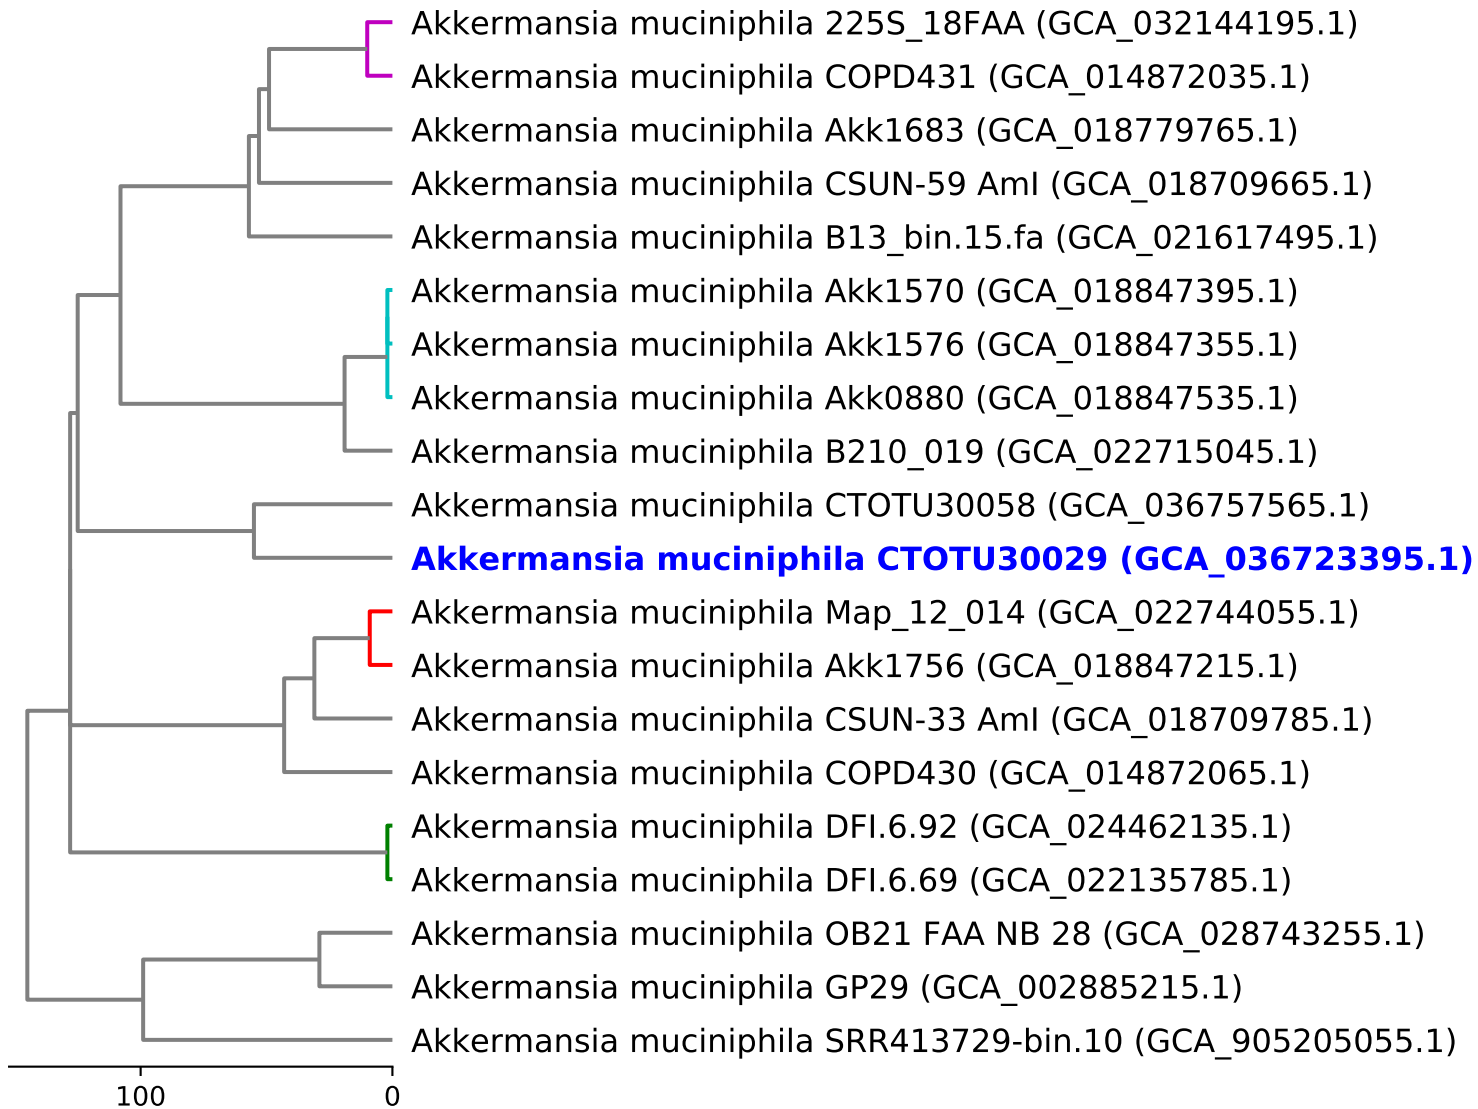 Akkermansia muciniphila 225S_18FAA (GCA_032144195.1)
Akkermansia muciniphila COPD431 (GCA_014872035.1)
Akkermansia muciniphila Akk1683 (GCA_018779765.1)
Akkermansia muciniphila CSUN-59 AmI (GCA_018709665.1)
Akkermansia muciniphila B13_bin.15.fa (GCA_021617495.1)
Akkermansia muciniphila Akk1570 (GCA_018847395.1)
Akkermansia muciniphila Akk1576 (GCA_018847355.1)
Akkermansia muciniphila Akk0880 (GCA_018847535.1)
Akkermansia muciniphila B210_019 (GCA_022715045.1)
Akkermansia muciniphila CTOTU30058 (GCA_036757565.1)
Akkermansia muciniphila CTOTU30029 (GCA_036723395.1)
Akkermansia muciniphila Map_12_014 (GCA_022744055.1)
Akkermansia muciniphila Akk1756 (GCA_018847215.1)
Akkermansia muciniphila CSUN-33 AmI (GCA_018709785.1)
Akkermansia muciniphila COPD430 (GCA_014872065.1)
Akkermansia muciniphila DFI.6.92 (GCA_024462135.1)
Akkermansia muciniphila DFI.6.69 (GCA_022135785.1)
Akkermansia muciniphila OB21 FAA NB 28 (GCA_028743255.1)
Akkermansia muciniphila GP29 (GCA_002885215.1)
Akkermansia muciniphila SRR413729-bin.10 (GCA_905205055.1)
100 0